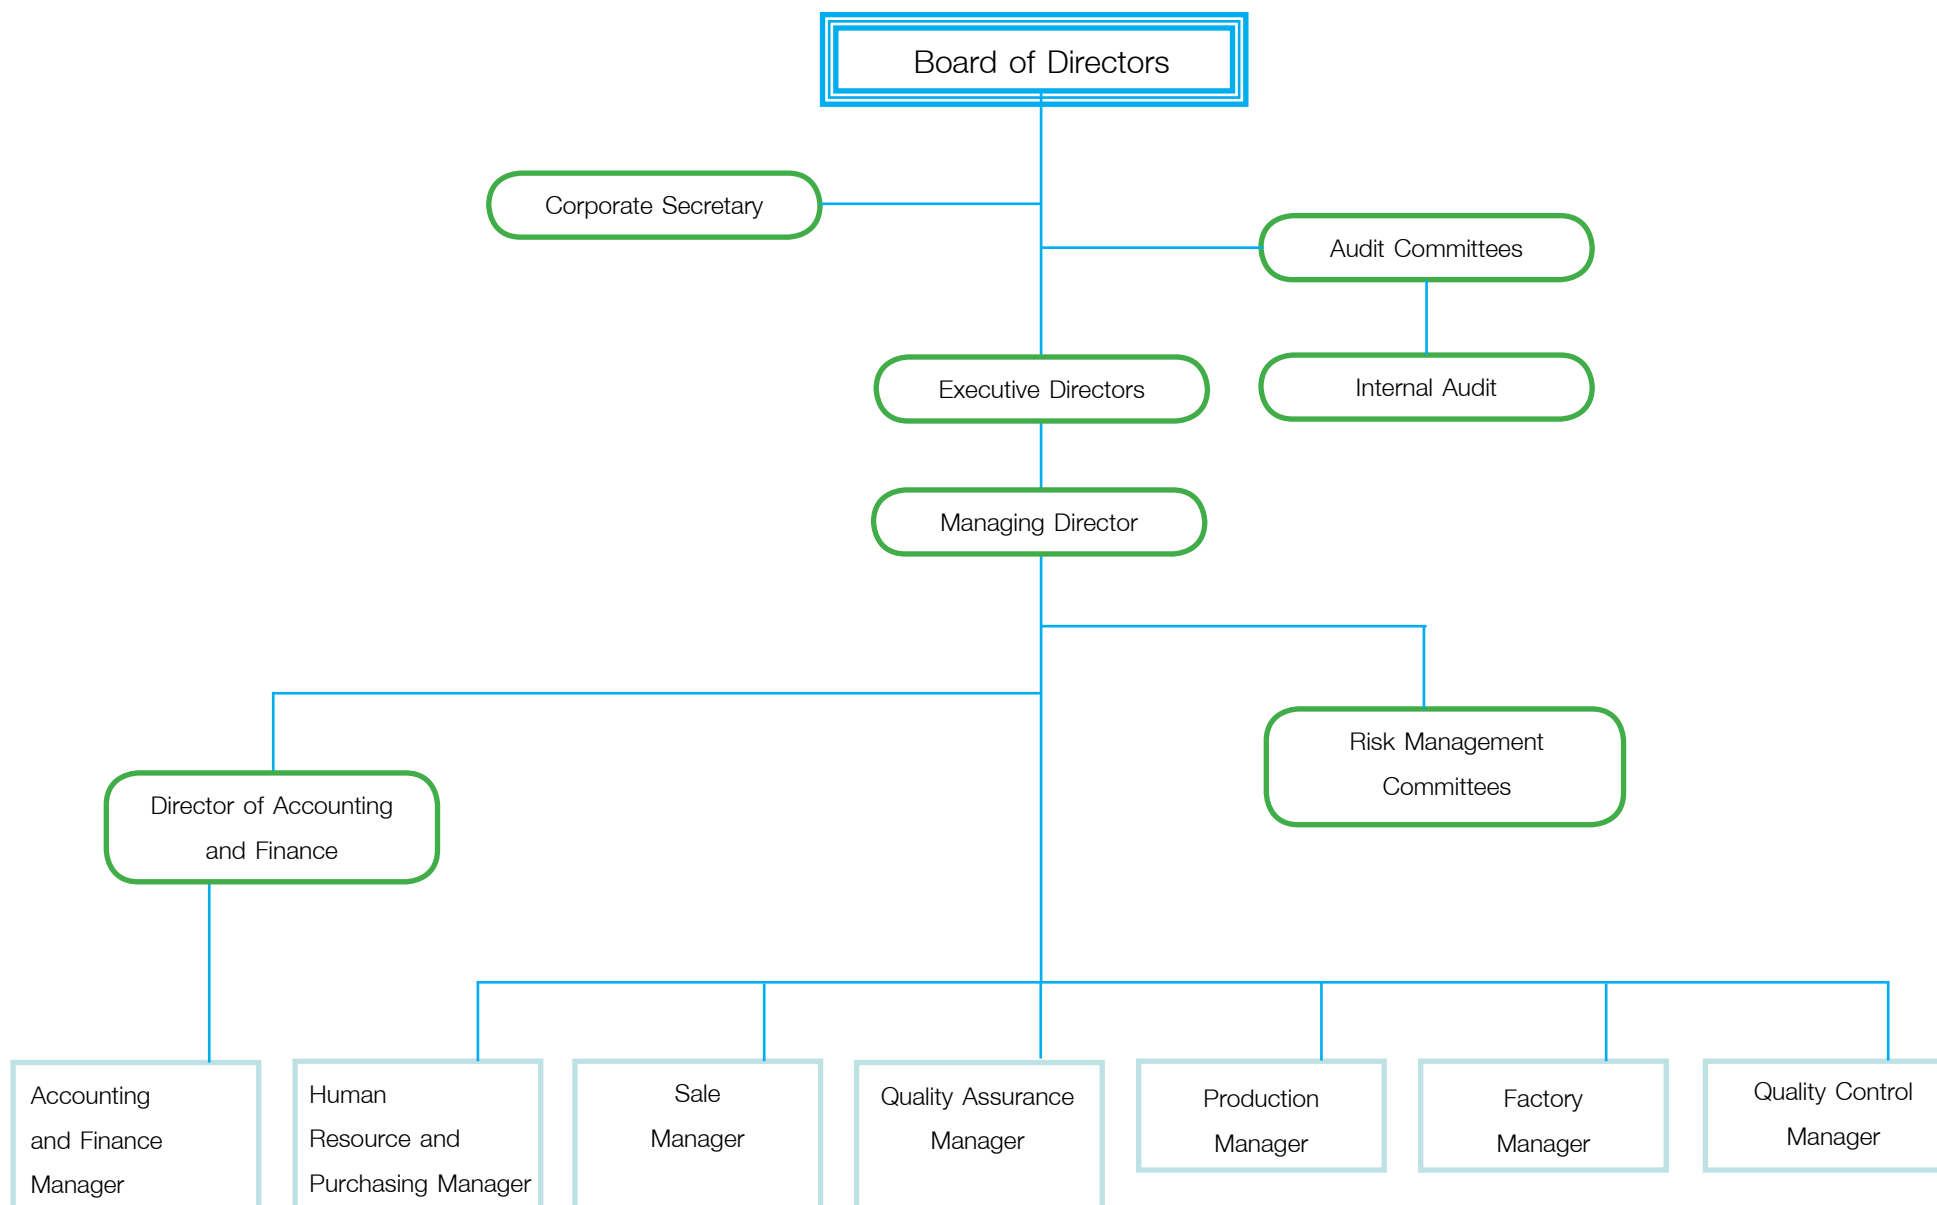 Board of Directors
Corporate Secretary
Audit Committees
Executive Directors
Internal Audit
Managing Director
Risk Management
Committees
Director of Accounting
and Finance
Accounting
and Finance
Manager
Human
Resource and
Purchasing Manager
Sale
Manager
Quality Assurance
Manager
Production
Manager
Factory
Manager
Quality Control
Manager